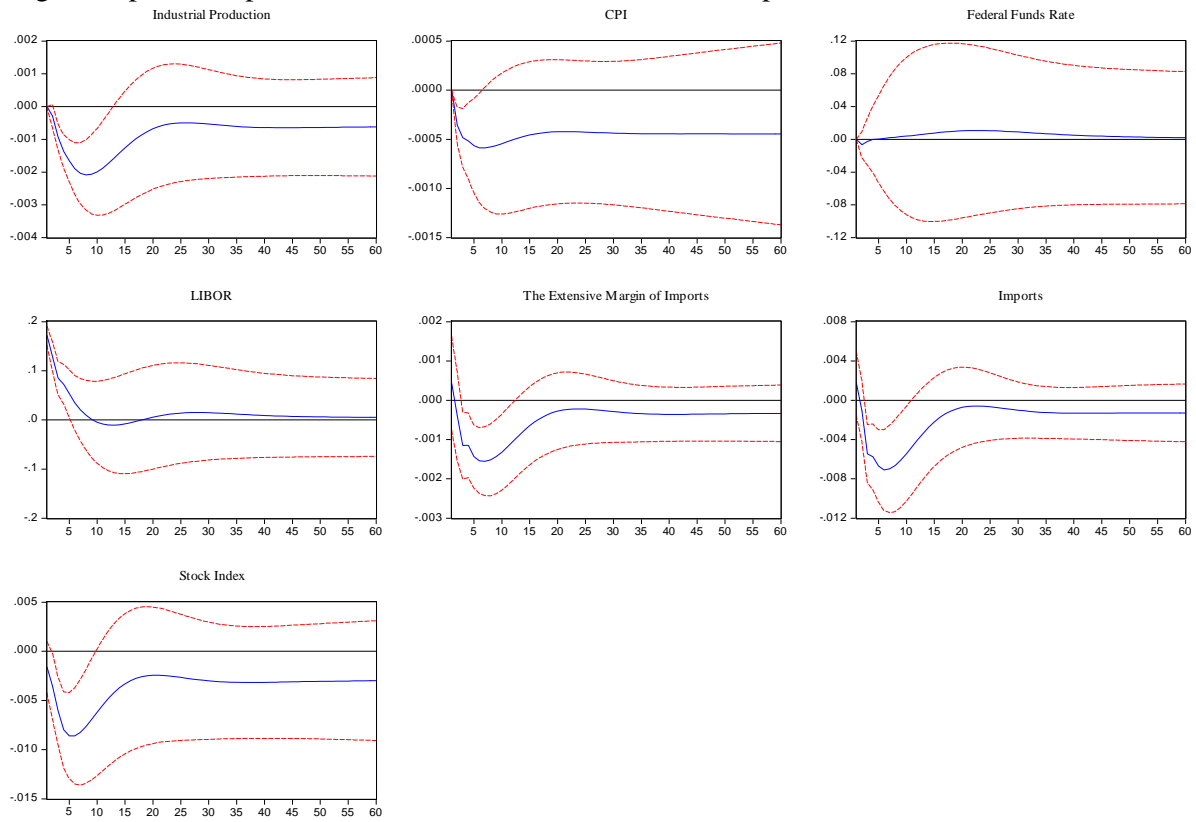 Industrial Production CPI Federal Funds Rate
.002 .0005 .12
.001 .08
.000 .0000 .04
-.001 -.0005 .0
-.002 -.0010 -.04
-.003 -.08
-.004 -.0015 -.12
5 10 15 20 25 30 35 40 45 50 55 60 5 10 15 20 25 30 35 40 45 50 55 60 5 10 15 20 25 30 35 40 45 50 55 60
LIBOR The Extensive Margin of Imports Imports
.2 .002 .008
.1 .001 .004
.0 .000 .000
-.1 -.001 -.004
-.002 -.008
-.2 -.003 -.012
5 10 15 20 25 30 35 40 45 50 55 60 5 10 15 20 25 30 35 40 45 50 55 60 5 10 15 20 25 30 35 40 45 50 55 60
Stock Index
.005
.000
-.005
-.010
-.015
5 10 15 20 25 30 35 40 45 50 55 60